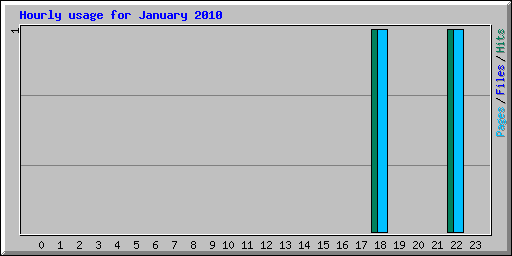 Hourly usage for January 2010
1
Pages/Files/Hits
0 1 2 3 4 5 6 7 8 9 10 11 12 13 14 15 16 17 18 19 20 21 22 23